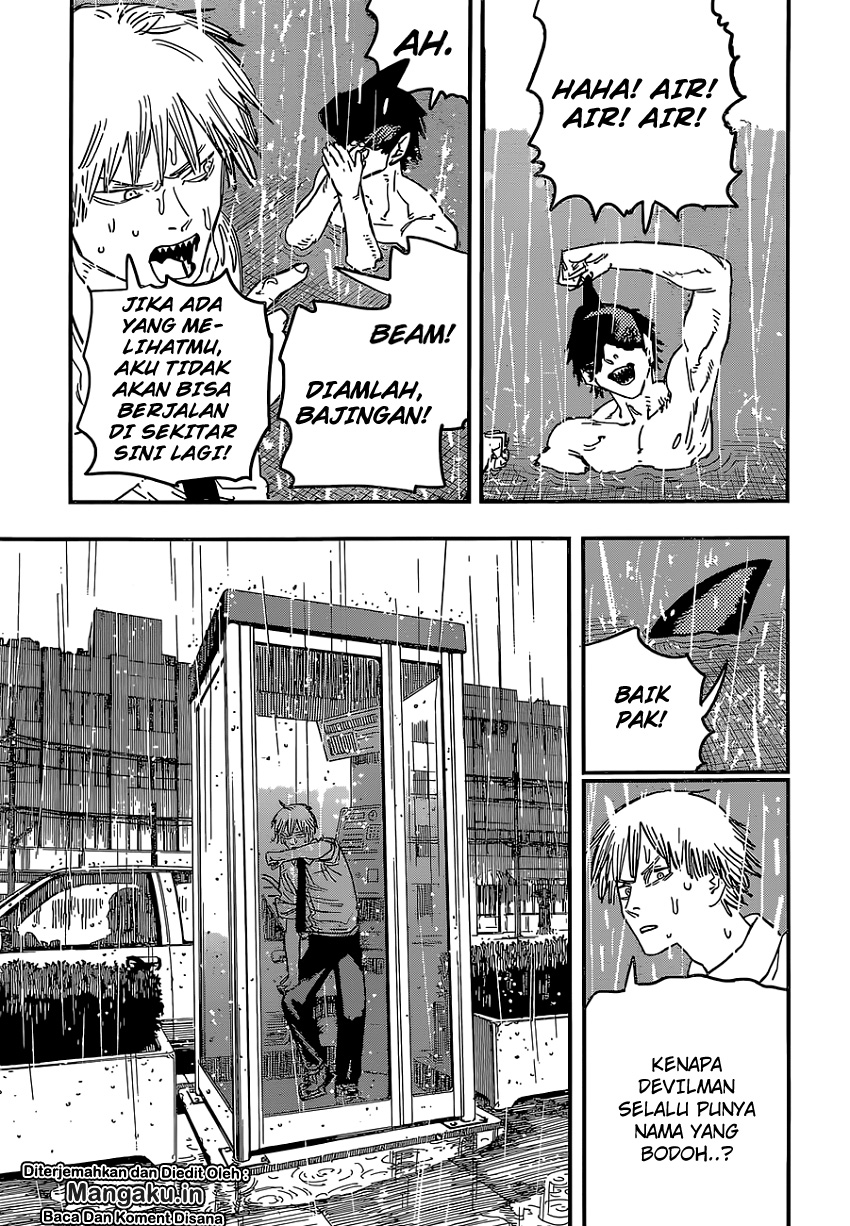 HAHA! AIR!
AIR! AIR!
AH.
BEAM!
DIAMLAH,
BAJINGAN!
JIKA ADA
YANG ME-
LIHATMU,
AKU TIDAK
AKAN BISA
BERJALAN
DI SEKITAR
SINI LAGI!
BAIK
PAK!
KENAPA
DEVILMAN
SELALU PUNYA
NAMA YANG
BODOH..?
Diterjemahkan dan Diedit Oleh:
Mangaku.in
Baca Dan Koment Disana